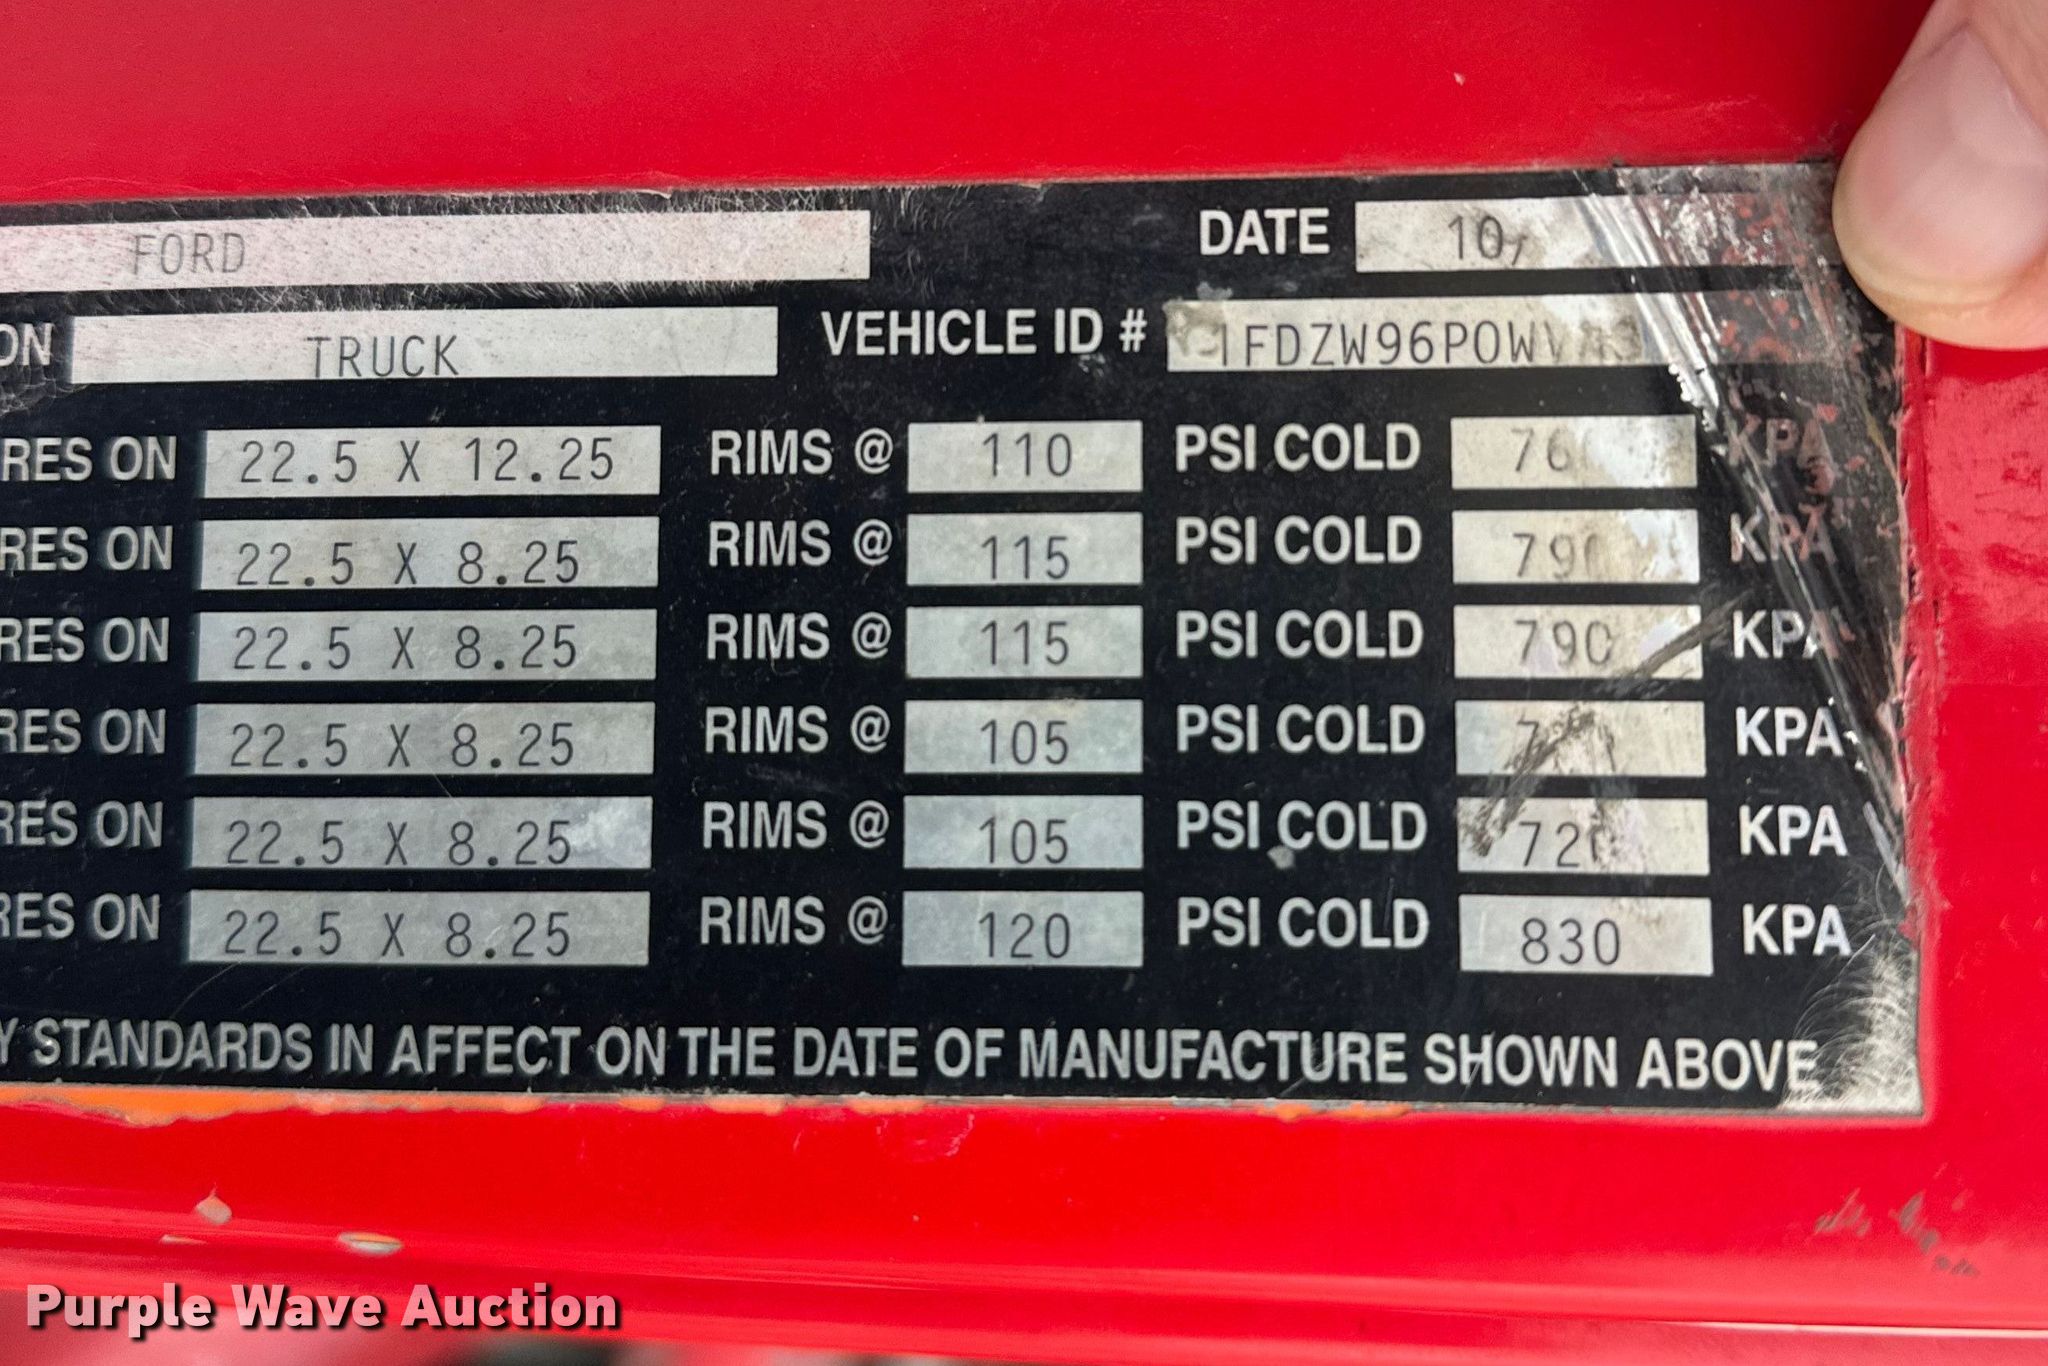 FORD DATE 10,
ON TRUCK VEHICLE ID # 1FDZW96P0WV
RES ON 22.5 X 12.25 RIMS @ 110 PSI COLD KPA
RES ON 22.5 X 8.25 RIMS @ 115 PSI COLD 790 KPA
RES ON 22.5 X 8.25 RIMS @ 115 PSI COLD 790 KPA
RES ON 22.5 X 8.25 RIMS @ 105 PSI COLD KPA
RES ON 22.5 X 8.25 RIMS @ 105 PSI COLD 720 KPA
RES ON 22.5 X 8.25 RIMS @ 120 PSI COLD 830 KPA
Y STANDARDS IN AFFECT ON THE DATE OF MANUFACTURE SHOWN ABOVE
Purple Wave Auction